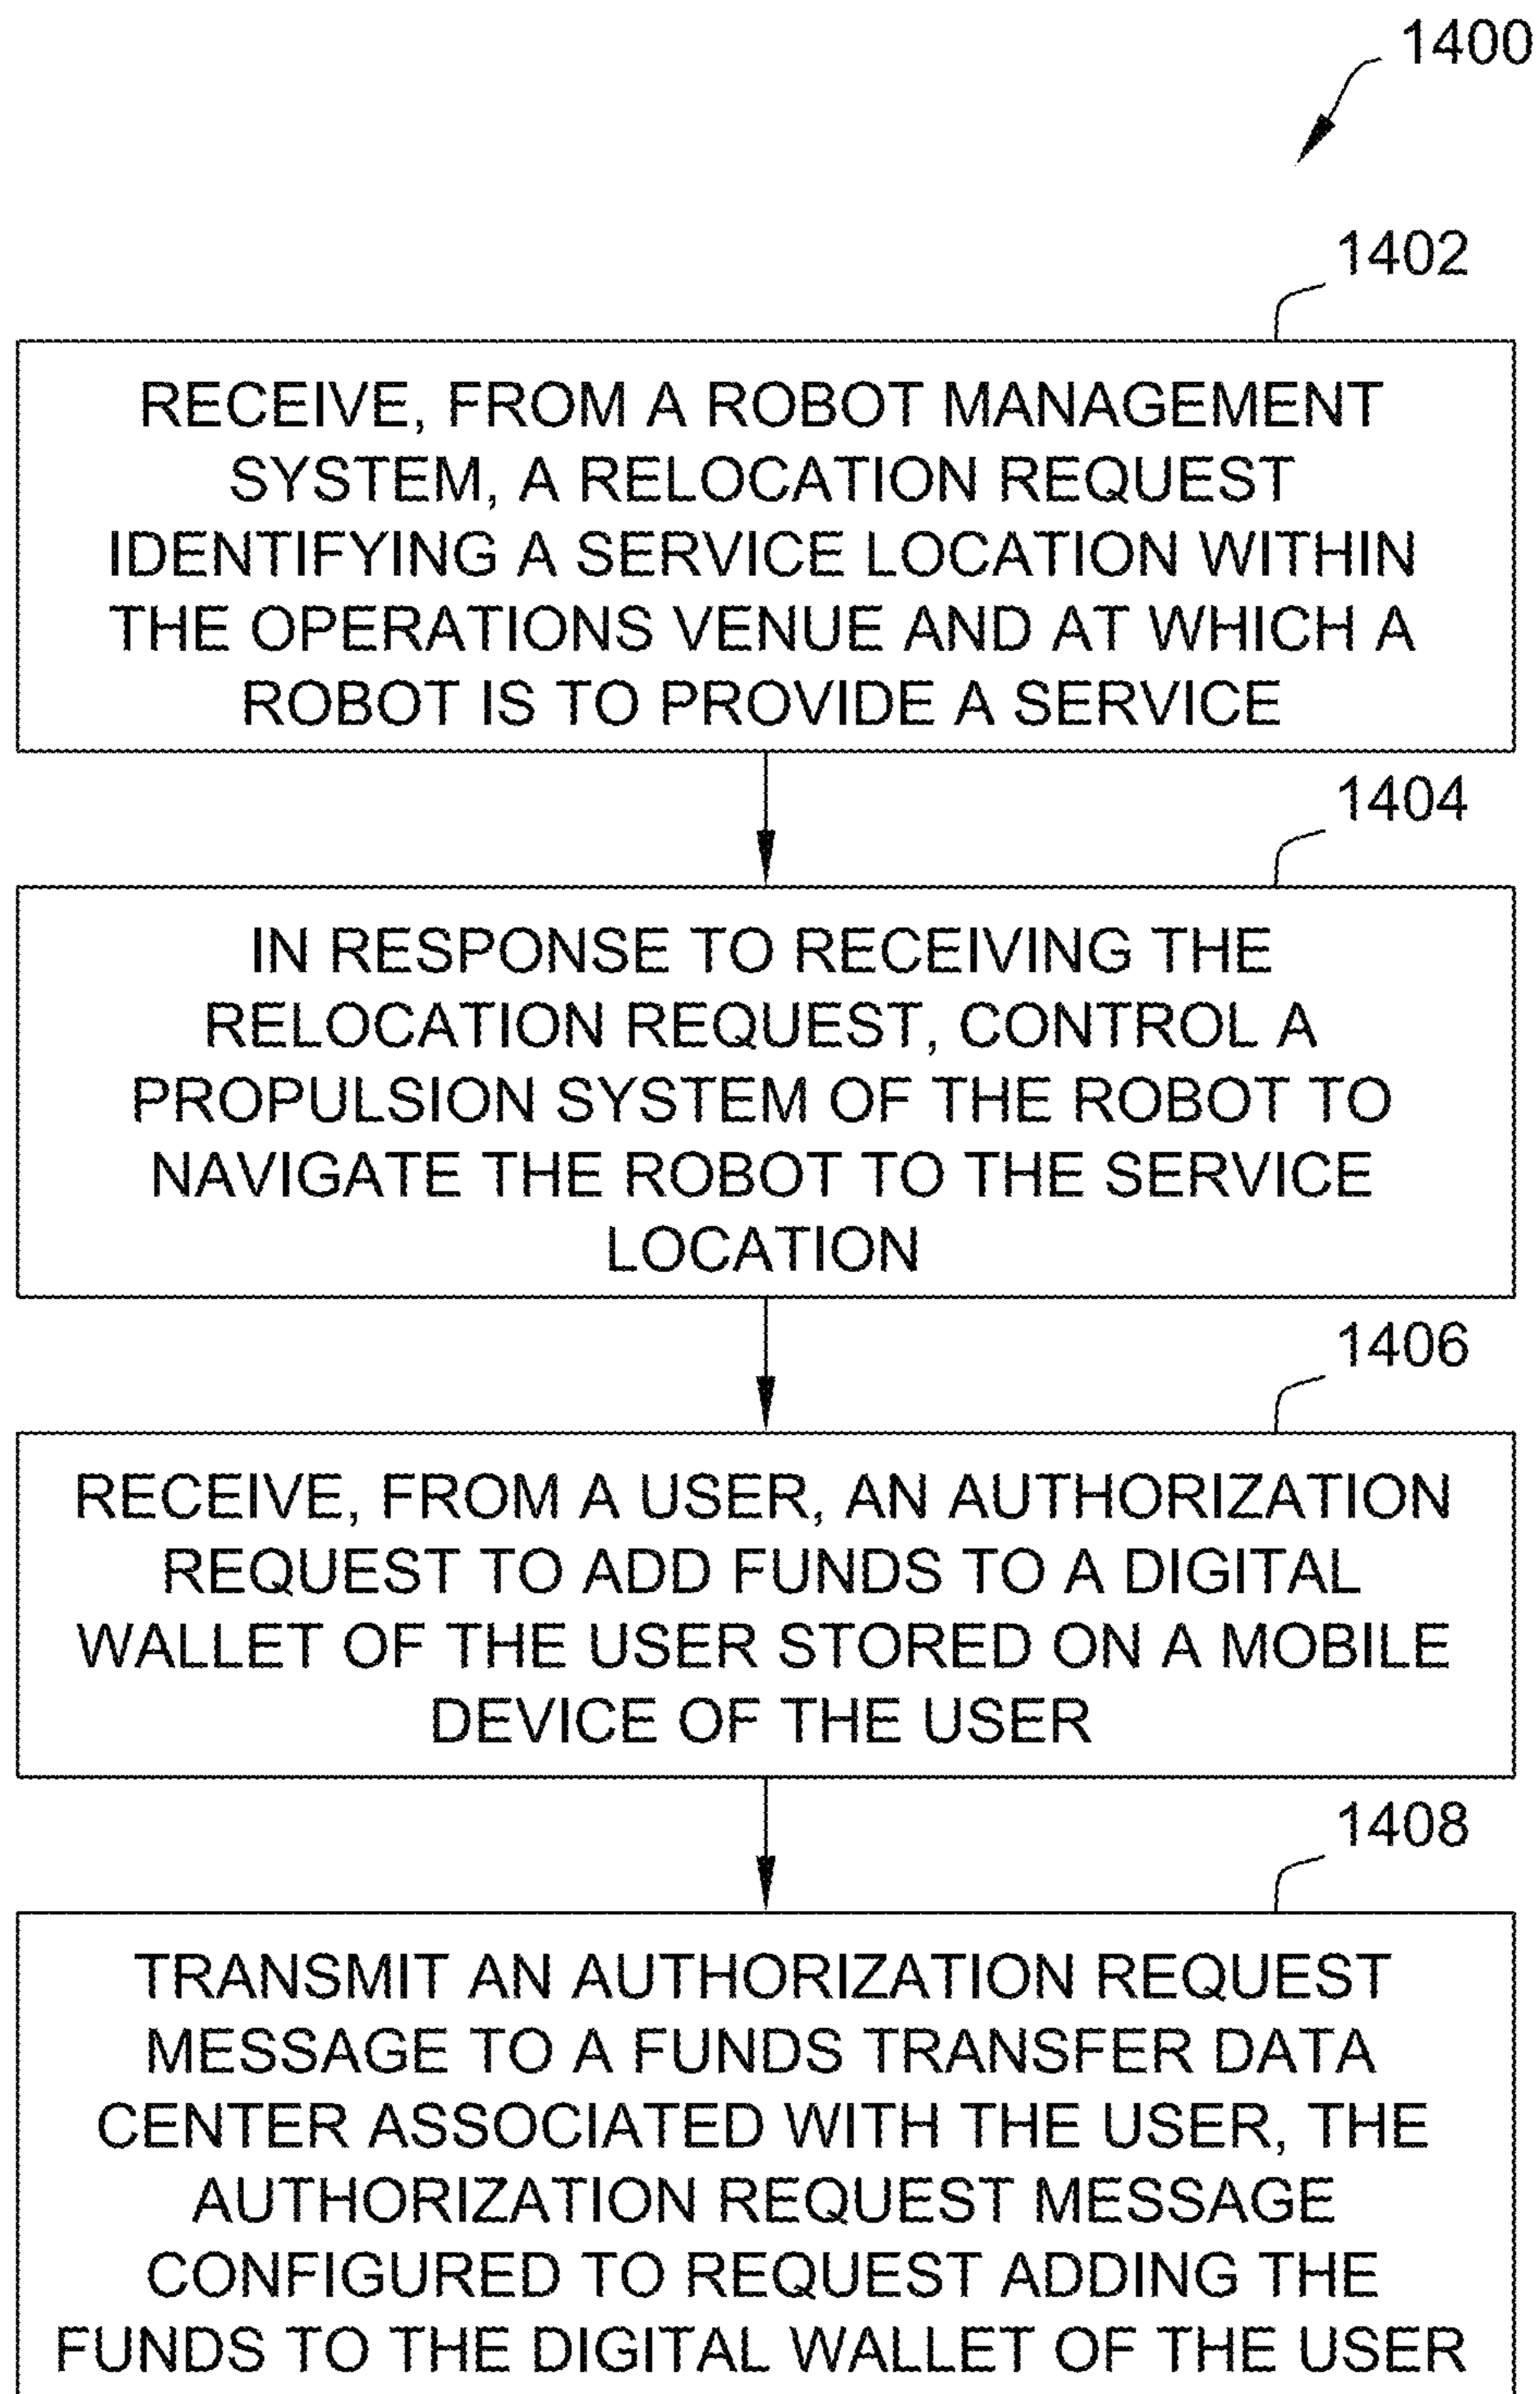 1400
1402
RECEIVE, FROM A ROBOT MANAGEMENT
SYSTEM, A RELOCATION REQUEST
IDENTIFYING A SERVICE LOCATION WITHIN
THE OPERATIONS VENUE AND AT WHICH A
ROBOT IS TO PROVIDE A SERVICE
1404
IN RESPONSE TO RECEIVING THE
RELOCATION REQUEST, CONTROL A
PROPULSION SYSTEM OF THE ROBOT TO
NAVIGATE THE ROBOT TO THE SERVICE
LOCATION
1406
RECEIVE, FROM A USER, AN AUTHORIZATION
REQUEST TO ADD FUNDS TO A DIGITAL
WALLET OF THE USER STORED ON A MOBILE
DEVICE OF THE USER
1408
TRANSMIT AN AUTHORIZATION REQUEST
MESSAGE TO A FUNDS TRANSFER DATA
CENTER ASSOCIATED WITH THE USER, THE
AUTHORIZATION REQUEST MESSAGE
CONFIGURED TO REQUEST ADDING THE
FUNDS TO THE DIGITAL WALLET OF THE USER